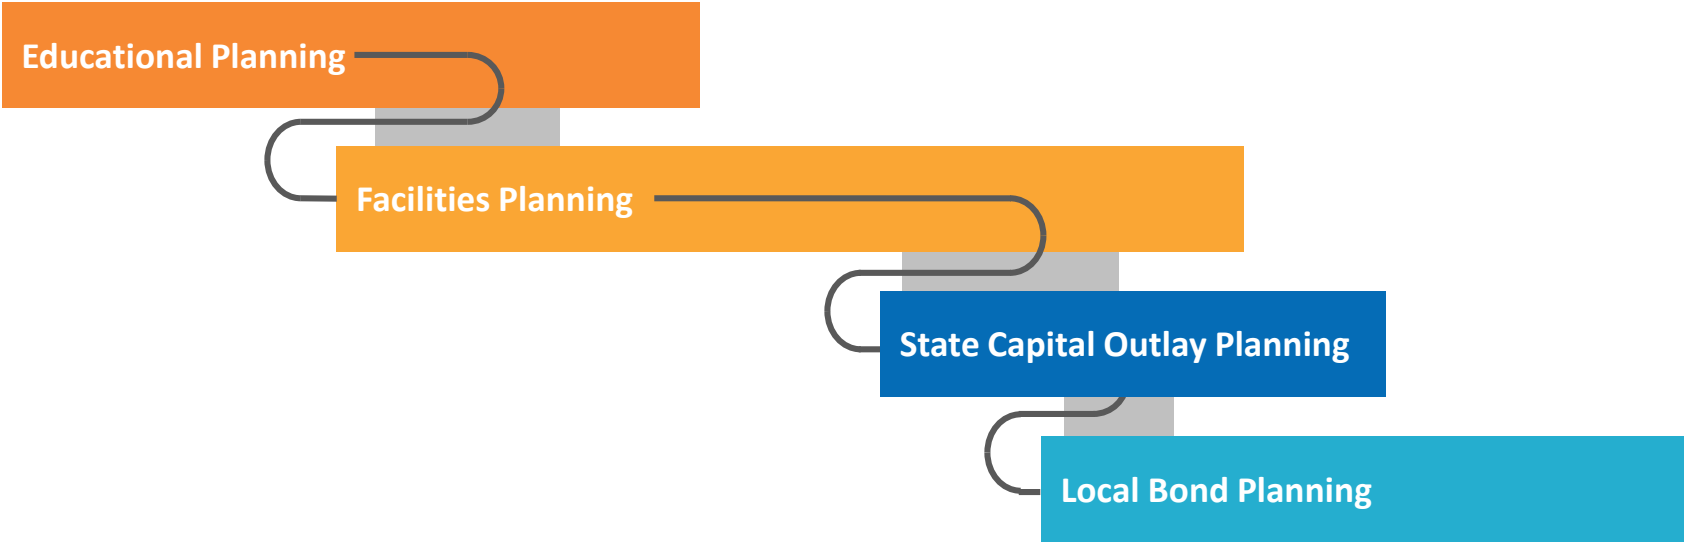 Educational Planning
Facilities Planning
State Capital Outlay Planning
Local Bond Planning